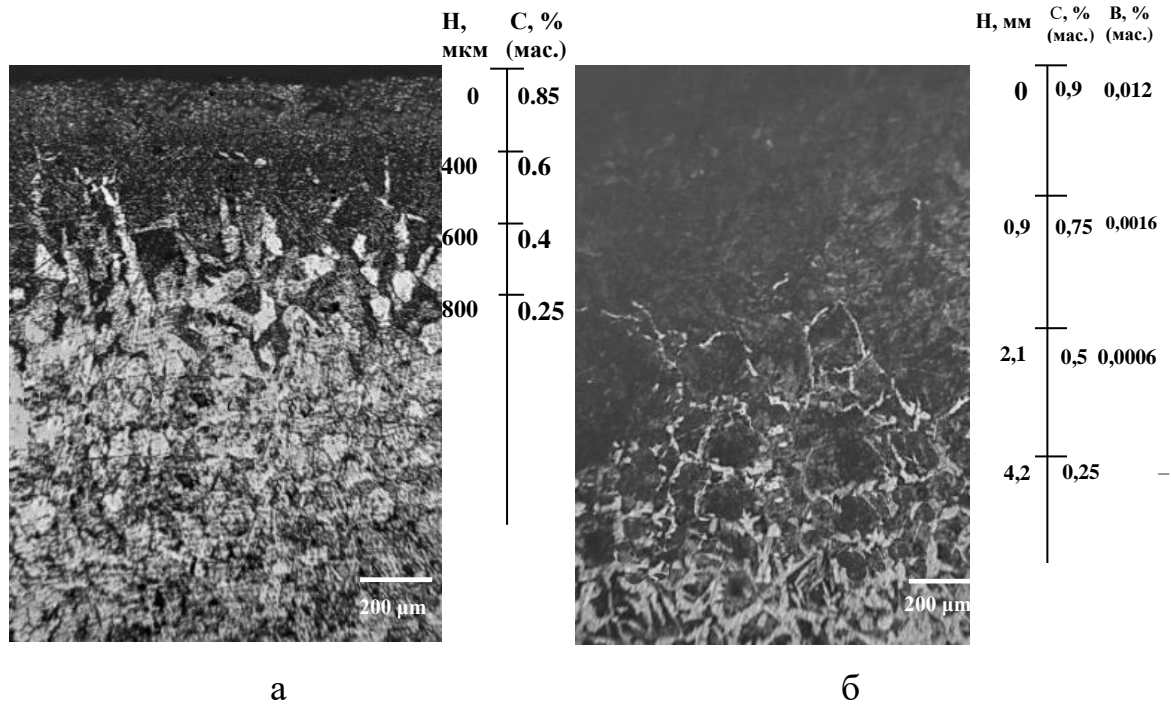 Н, мкм
С, % (мас.)
0
0.85
400
0.6
600
0.4
800
0.25
200 µm
а
Н, мм
С, % (мас.)
В, % (мас.)
0
0,9
0,012
0,9
0,75
0,0016
2,1
0,5
0,0006
4,2
0,25
–
200 µm
б